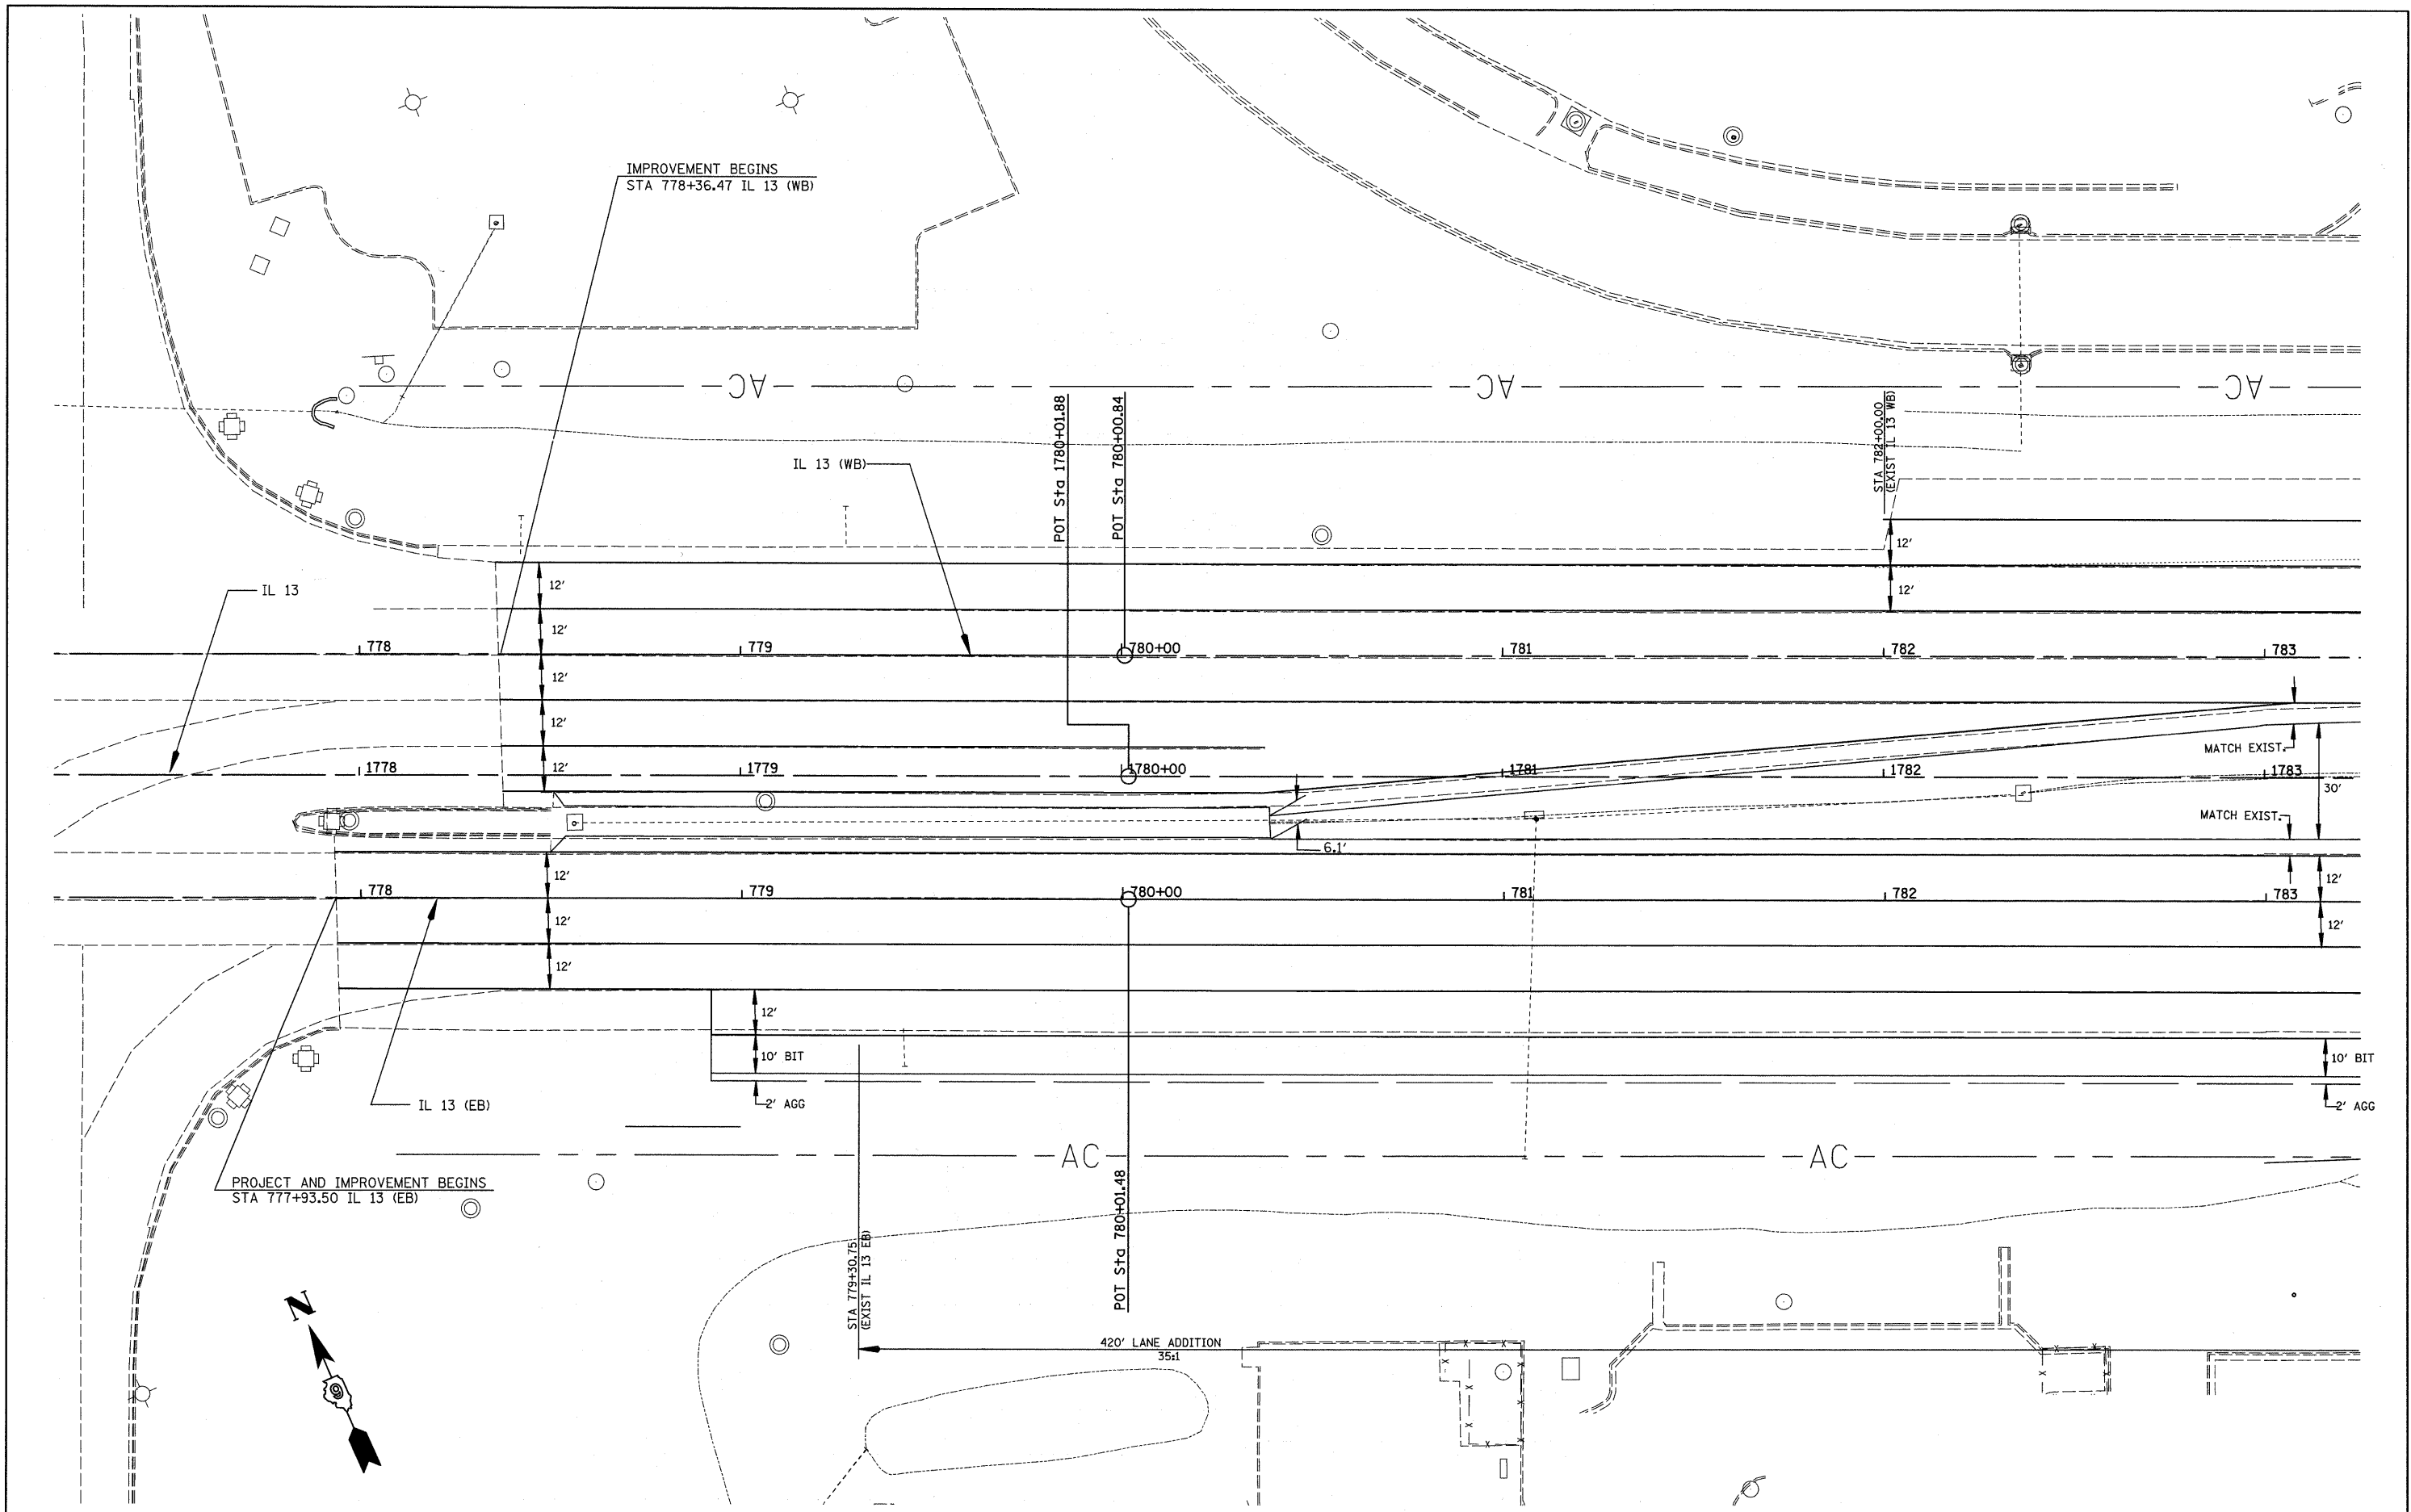 IMPROVEMENT BEGINS
STA 778+36.47 IL 13 (WB)
AC
AC
AC
POT Sta 1780+01.88
POT Sta 780+00.84
STA 782+00.00
(EXIST IL 13 WB)
IL 13 (WB)
12'
12'
12'
IL 13
12'
12'
778
779
780+00
781
782
783
12'
12'
MATCH EXIST.
12'
1778
1779
1780+00
1781
1782
1783
30'
MATCH EXIST.
6.1'
12'
12'
778
779
780+00
781
782
783
12'
12'
12'
12'
10' BIT
10' BIT
2' AGG
2' AGG
IL 13 (EB)
AC
AC
PROJECT AND IMPROVEMENT BEGINS
STA 777+93.50 IL 13 (EB)
POT Sta 780+01.48
STA 779+30.75
(EXIST IL 13 EB)
N
9
420' LANE ADDITION
35:1